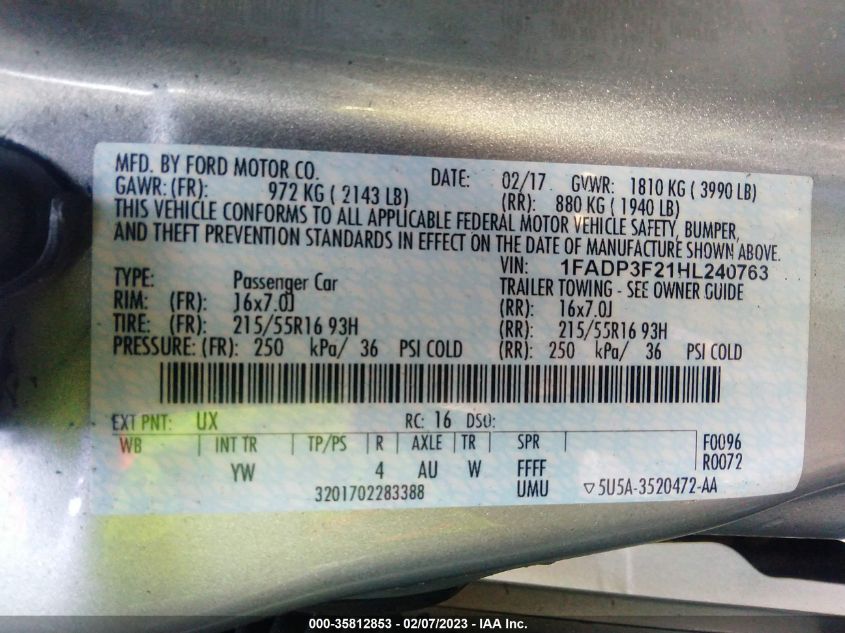 MFD. BY FORD MOTOR CO. DATE: 02/17 GVWR: 1810 KG ( 3990 LB)
GAWR: (FR): 972 KG ( 2143 LB) (RR): 880 KG ( 1940 LB)
THIS VEHICLE CONFORMS TO ALL APPLICABLE FEDERAL MOTOR VEHICLE SAFETY, BUMPER,
AND THEFT PREVENTION STANDARDS IN EFFECT ON THE DATE OF MANUFACTURE SHOWN ABOVE.
VIN: 1FADP3F21HL240763
TYPE: Passenger Car TRAILER TOWING - SEE OWNER GUIDE
RIM: (FR): 16x7.0J (RR): 16x7.0J
TIRE: (FR): 215/55R16 93H (RR): 215/55R16 93H
PRESSURE: (FR): 250 kPa/ 36 PSI COLD (RR): 250 kPa/ 36 PSI COLD
EXT PNT: UX RC: 16 DSO:
WB INT TR TP/PS R AXLE TR SPR F0096
YW 4 AU W FFFF R0072
3201702283388 UMU ▽5U5A-3520472-AA
000-35812853 - 02/07/2023 - IAA Inc.